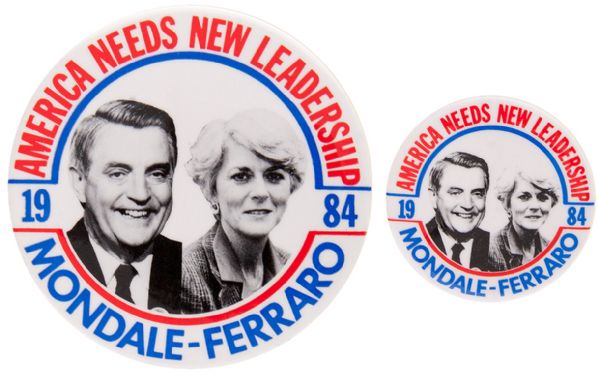 AMERICA NEEDS NEW LEADERSHIP
19 84
MONDALE-FERRARO
AMERICA NEEDS NEW LEADERSHIP
19 84
MONDALE-FERRARO